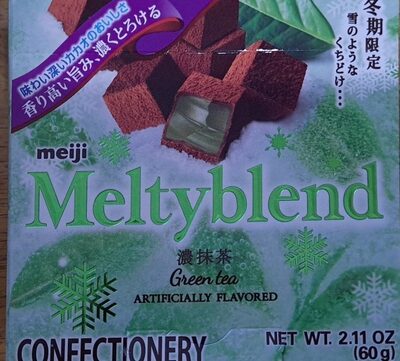 味わい深いカカオのおいしさ
香り高い旨み、濃くとろける
冬期限定
雪のような
くちどけ…
meiji
Meltyblend
濃抹茶
Green tea
ARTIFICIALLY FLAVORED
CONFECTIONERY
NET WT. 2.11 OZ
(60g)